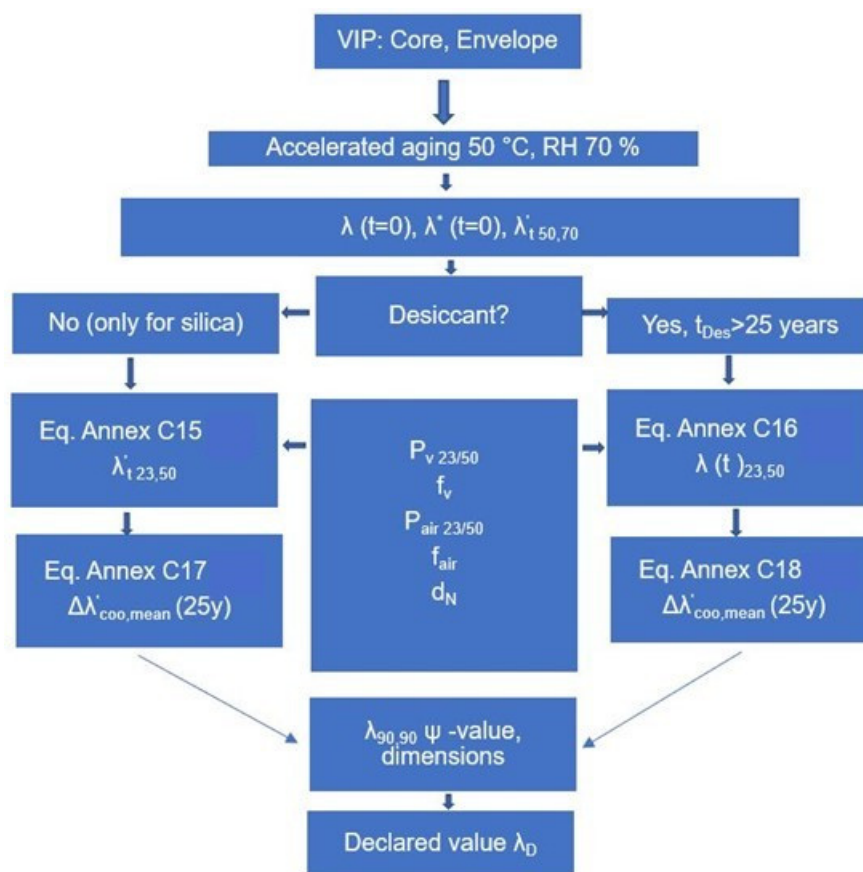 VIP: Core, Envelope
Accelerated aging 50 °C, RH 70 %
λ (t=0), λ* (t=0), λ˙t 50,70
No (only for silica)
Desiccant?
Yes, tDes>25 years
Eq. Annex C15
λ˙t 23,50
Pv 23/50
fv
Pair 23/50
fair
dN
Eq. Annex C16
λ (t )23,50
Eq. Annex C17
Δλ˙coo,mean (25y)
Eq. Annex C18
Δλ˙coo,mean (25y)
λ90,90 ψ -value,
dimensions
Declared value λD